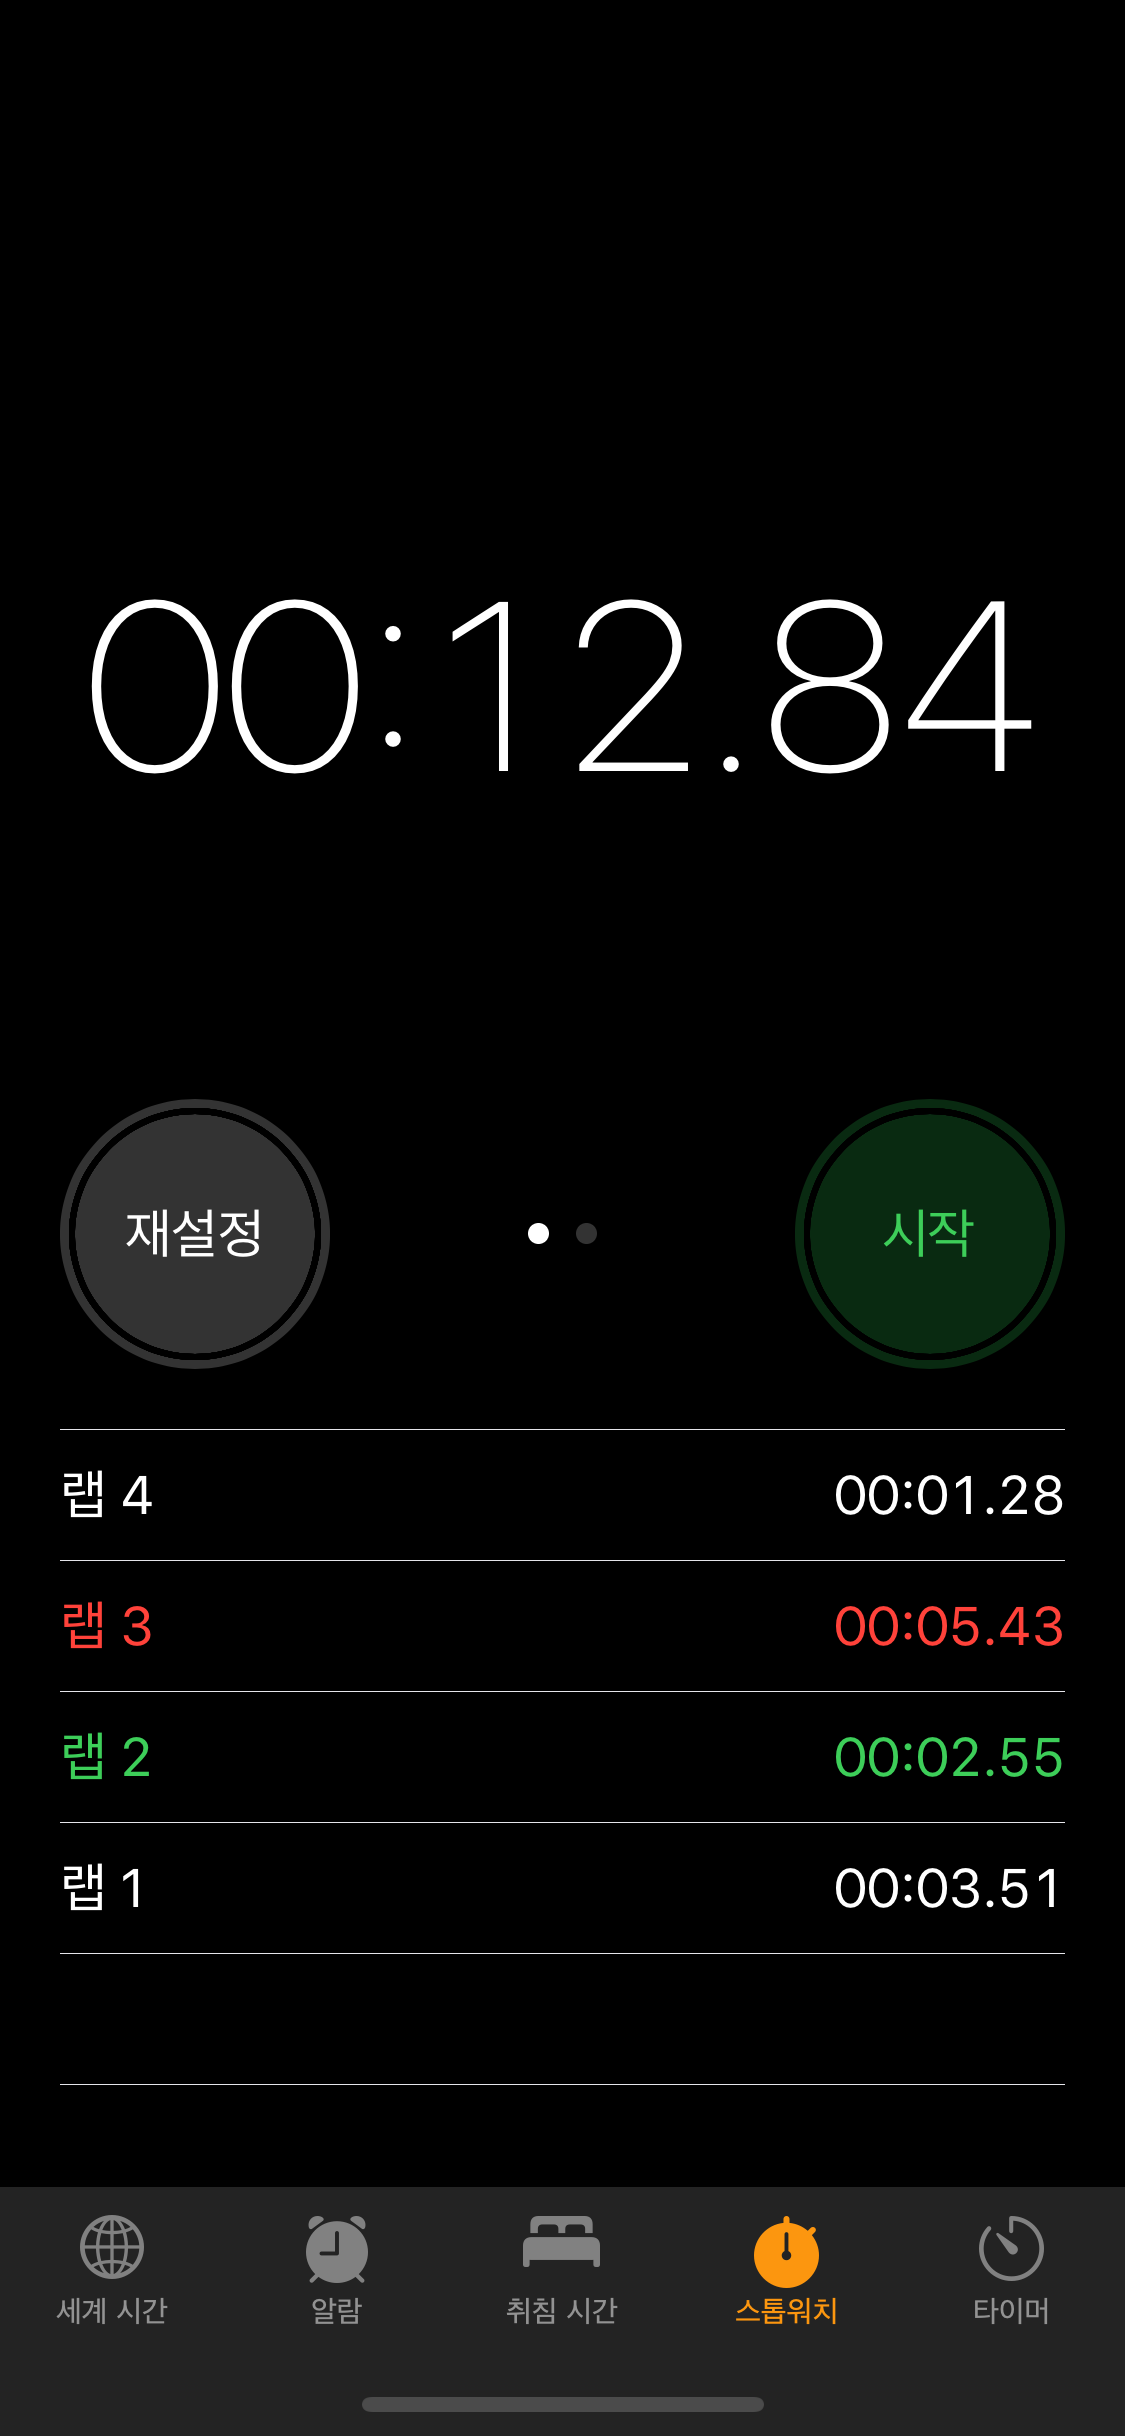 00:12.84
재설정 시작
랩 4 00:01.28
랩 3 00:05.43
랩 2 00:02.55
랩 1 00:03.51
세계 시간 알람 취침 시간 스톱워치 타이머